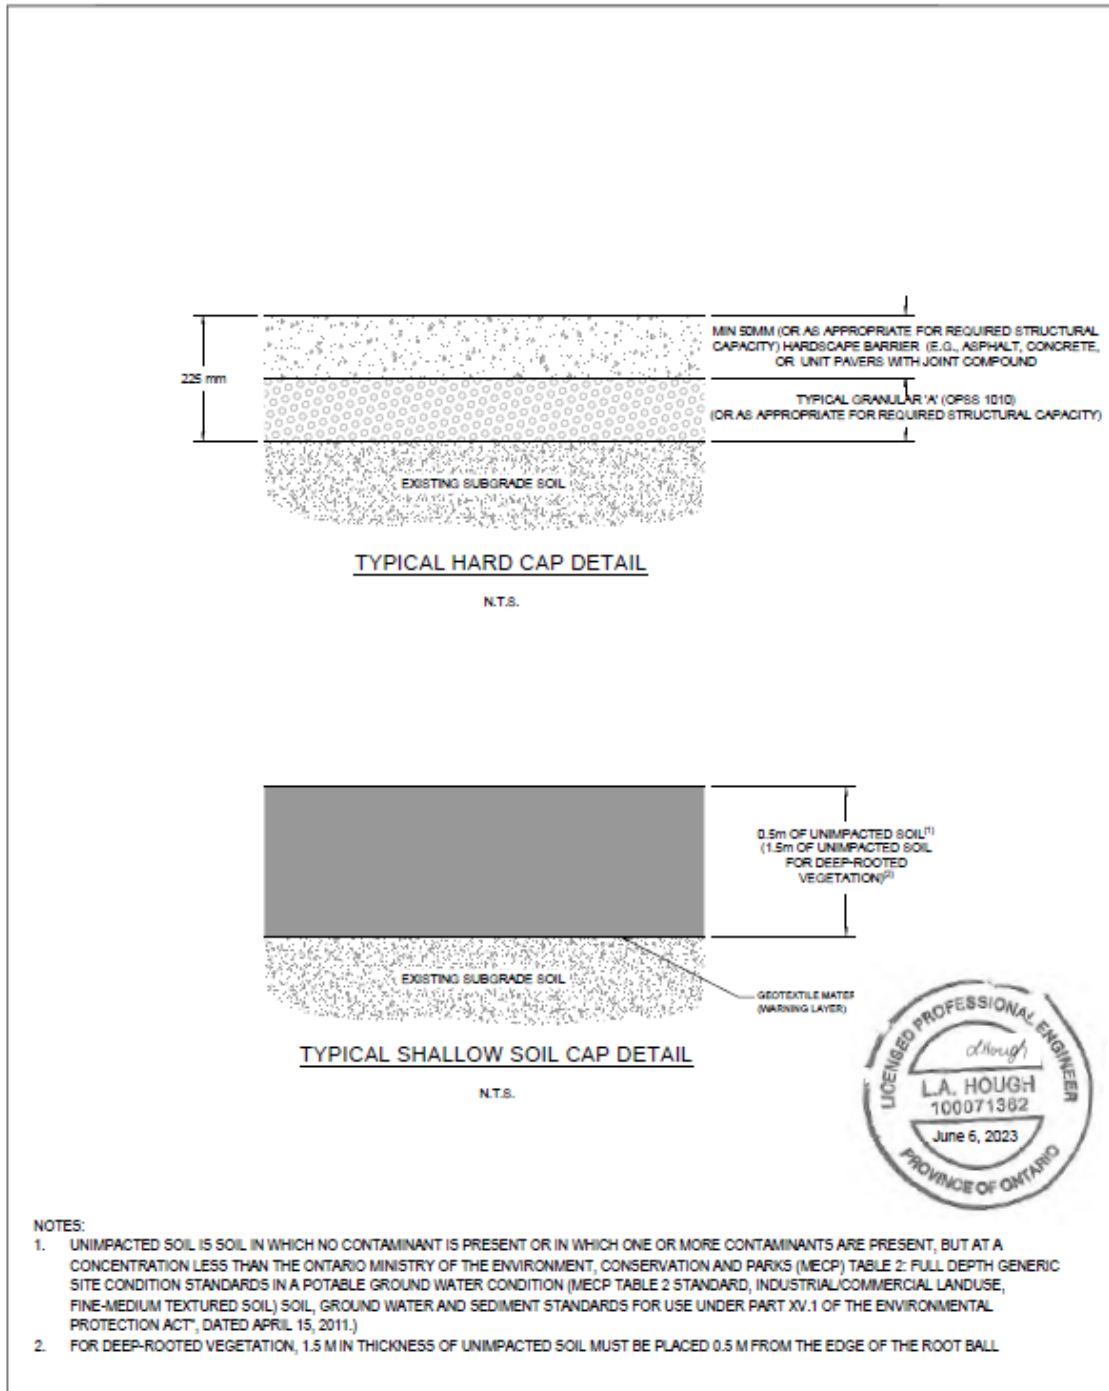 MIN 50MM (OR AS APPROPRIATE FOR REQUIRED STRUCTURAL
CAPACITY) HARDSCAPE BARRIER (E.G., ASPHALT, CONCRETE,
OR UNIT PAVERS WITH JOINT COMPOUND
225 mm
TYPICAL GRANULAR 'A' (OPSS 1010)
(OR AS APPROPRIATE FOR REQUIRED STRUCTURAL CAPACITY)
EXISTING SUBGRADE SOIL
TYPICAL HARD CAP DETAIL
N.T.S.
0.5m OF UNIMPACTED SOIL(1)
(1.5m OF UNIMPACTED SOIL
FOR DEEP-ROOTED
VEGETATION)(2)
EXISTING SUBGRADE SOIL
GEOTEXTILE MATER
(WARNING LAYER)
TYPICAL SHALLOW SOIL CAP DETAIL
N.T.S.
LICENSED PROFESSIONAL ENGINEER
LHough
L.A. HOUGH
100071362
June 6, 2023
PROVINCE OF ONTARIO
NOTES:
1. UNIMPACTED SOIL IS SOIL IN WHICH NO CONTAMINANT IS PRESENT OR IN WHICH ONE OR MORE CONTAMINANTS ARE PRESENT, BUT AT A
CONCENTRATION LESS THAN THE ONTARIO MINISTRY OF THE ENVIRONMENT, CONSERVATION AND PARKS (MECP) TABLE 2: FULL DEPTH GENERIC
SITE CONDITION STANDARDS IN A POTABLE GROUND WATER CONDITION (MECP TABLE 2 STANDARD, INDUSTRIAL/COMMERCIAL LANDUSE,
FINE-MEDIUM TEXTURED SOIL) SOIL, GROUND WATER AND SEDIMENT STANDARDS FOR USE UNDER PART XV.1 OF THE ENVIRONMENTAL
PROTECTION ACT", DATED APRIL 15, 2011.)
2. FOR DEEP-ROOTED VEGETATION, 1.5 M IN THICKNESS OF UNIMPACTED SOIL MUST BE PLACED 0.5 M FROM THE EDGE OF THE ROOT BALL